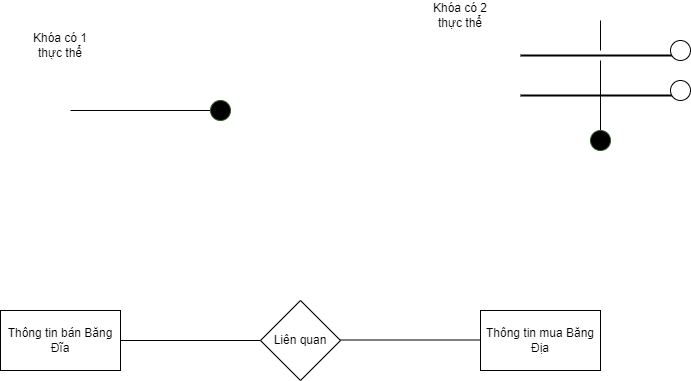 Khóa có 1
thực thể
Khóa có 2
thực thể
Thông tin bán Băng
Đĩa
Liên quan
Thông tin mua Băng
Địa